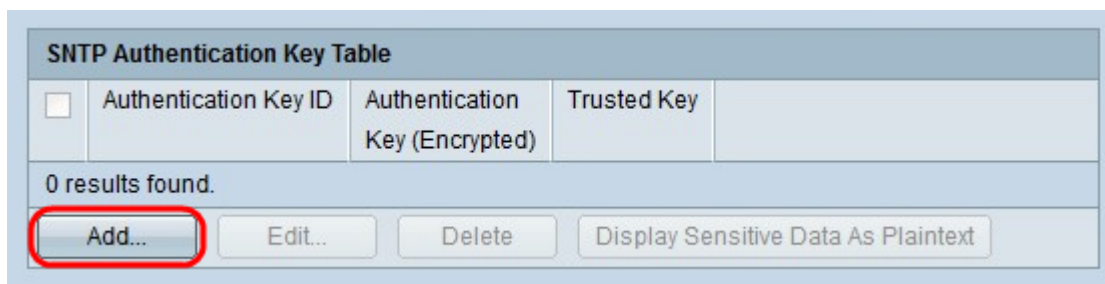 SNTP Authentication Key Table
Authentication Key ID Authentication Key (Encrypted) Trusted Key
0 results found.
Add... Edit... Delete Display Sensitive Data As Plaintext